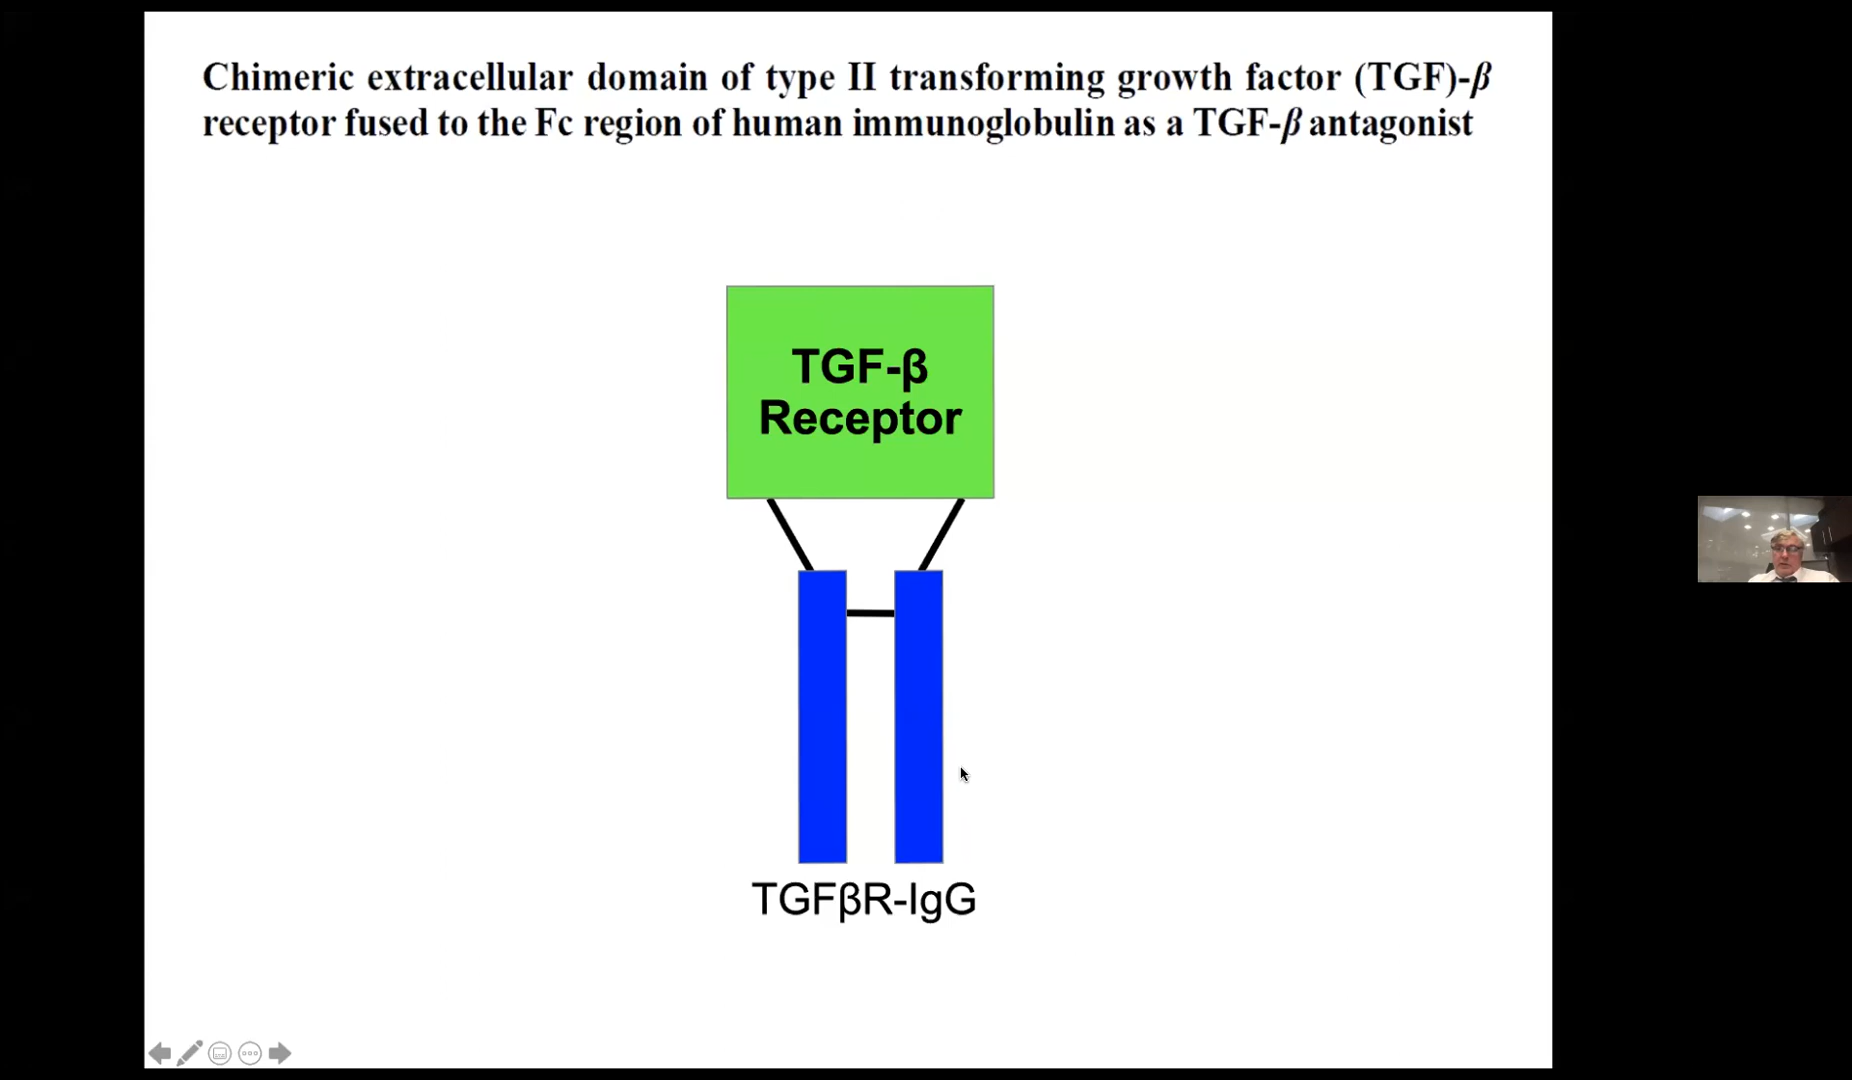 Chimeric extracellular domain of type II transforming growth factor (TGF)-β
receptor fused to the Fc region of human immunoglobulin as a TGF-β antagonist
TGF-β
Receptor
TGFβR-IgG